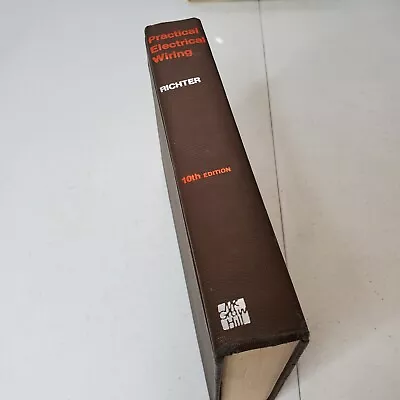 Practical
Electrical
Wiring
RICHTER
10th EDITION
Mc
Graw
Hill